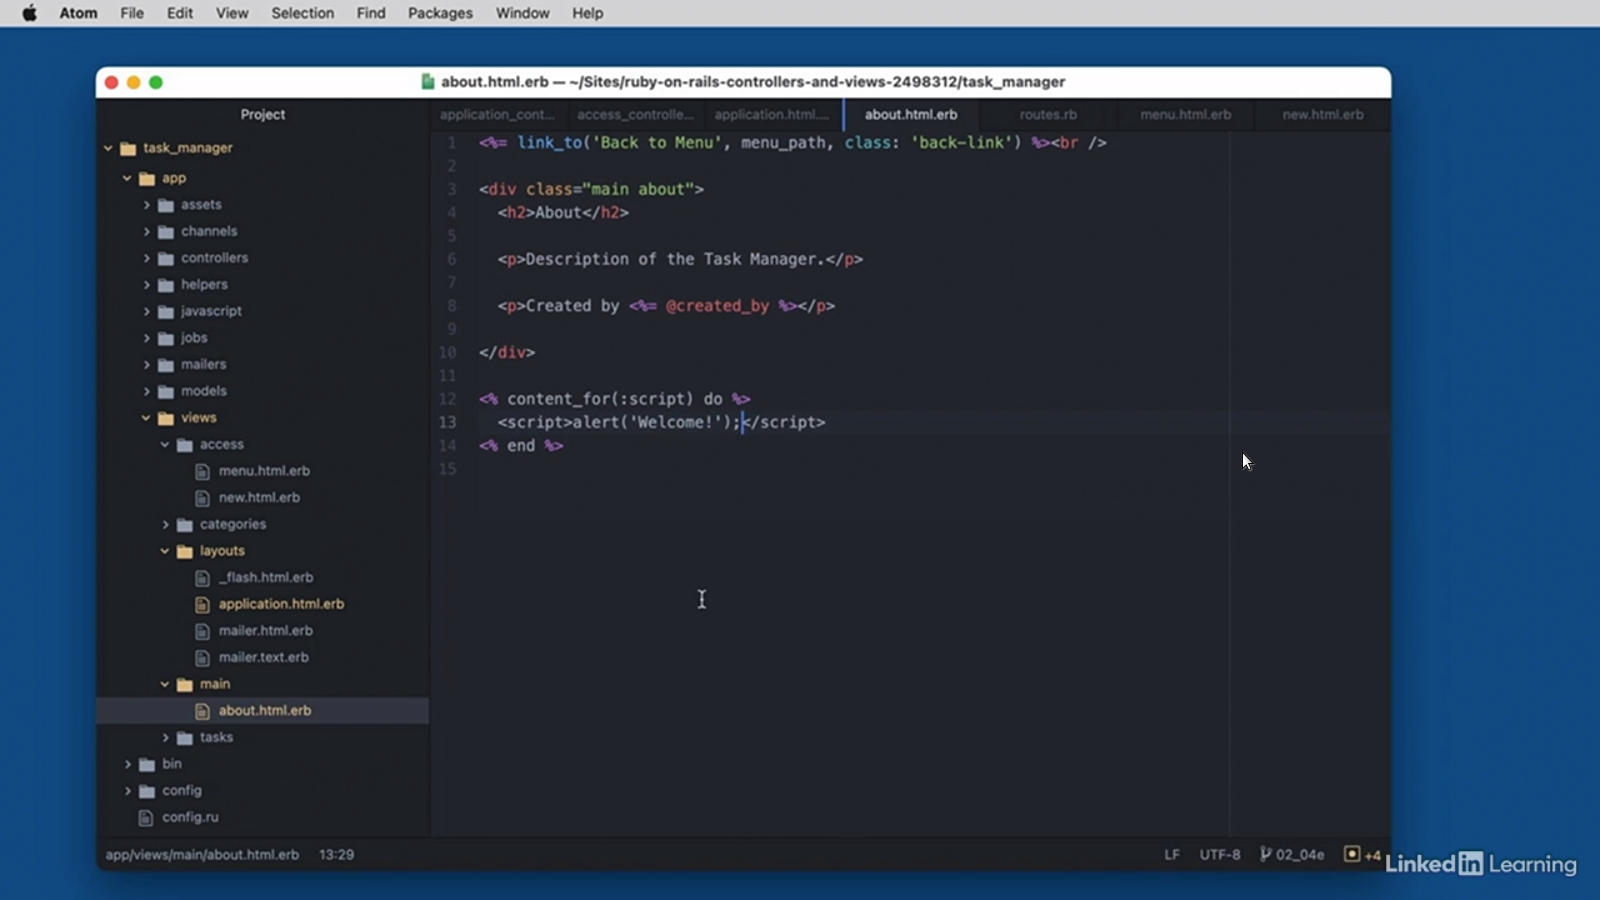 Atom File Edit View Selection Find Packages Window Help
about.html.erb — ~/Sites/ruby-on-rails-controllers-and-views-2498312/task_manager
Project
task_manager
app
assets
channels
controllers
helpers
javascript
jobs
mailers
models
views
access
menu.html.erb
new.html.erb
categories
layouts
_flash.html.erb
application.html.erb
mailer.html.erb
mailer.text.erb
main
about.html.erb
tasks
bin
config
config.ru
application_cont... access_controlle... application.html.... about.html.erb routes.rb menu.html.erb new.html.erb
1 <%= link_to('Back to Menu', menu_path, class: 'back-link') %><br />
2
3 <div class="main about">
4 <h2>About</h2>
5
6 <p>Description of the Task Manager.</p>
7
8 <p>Created by <%= @created_by %></p>
9
10 </div>
11
12 <% content_for(:script) do %>
13 <script>alert('Welcome!');</script>
14 <% end %>
15
app/views/main/about.html.erb 13:29 LF UTF-8 02_04e +4
LinkedIn Learning